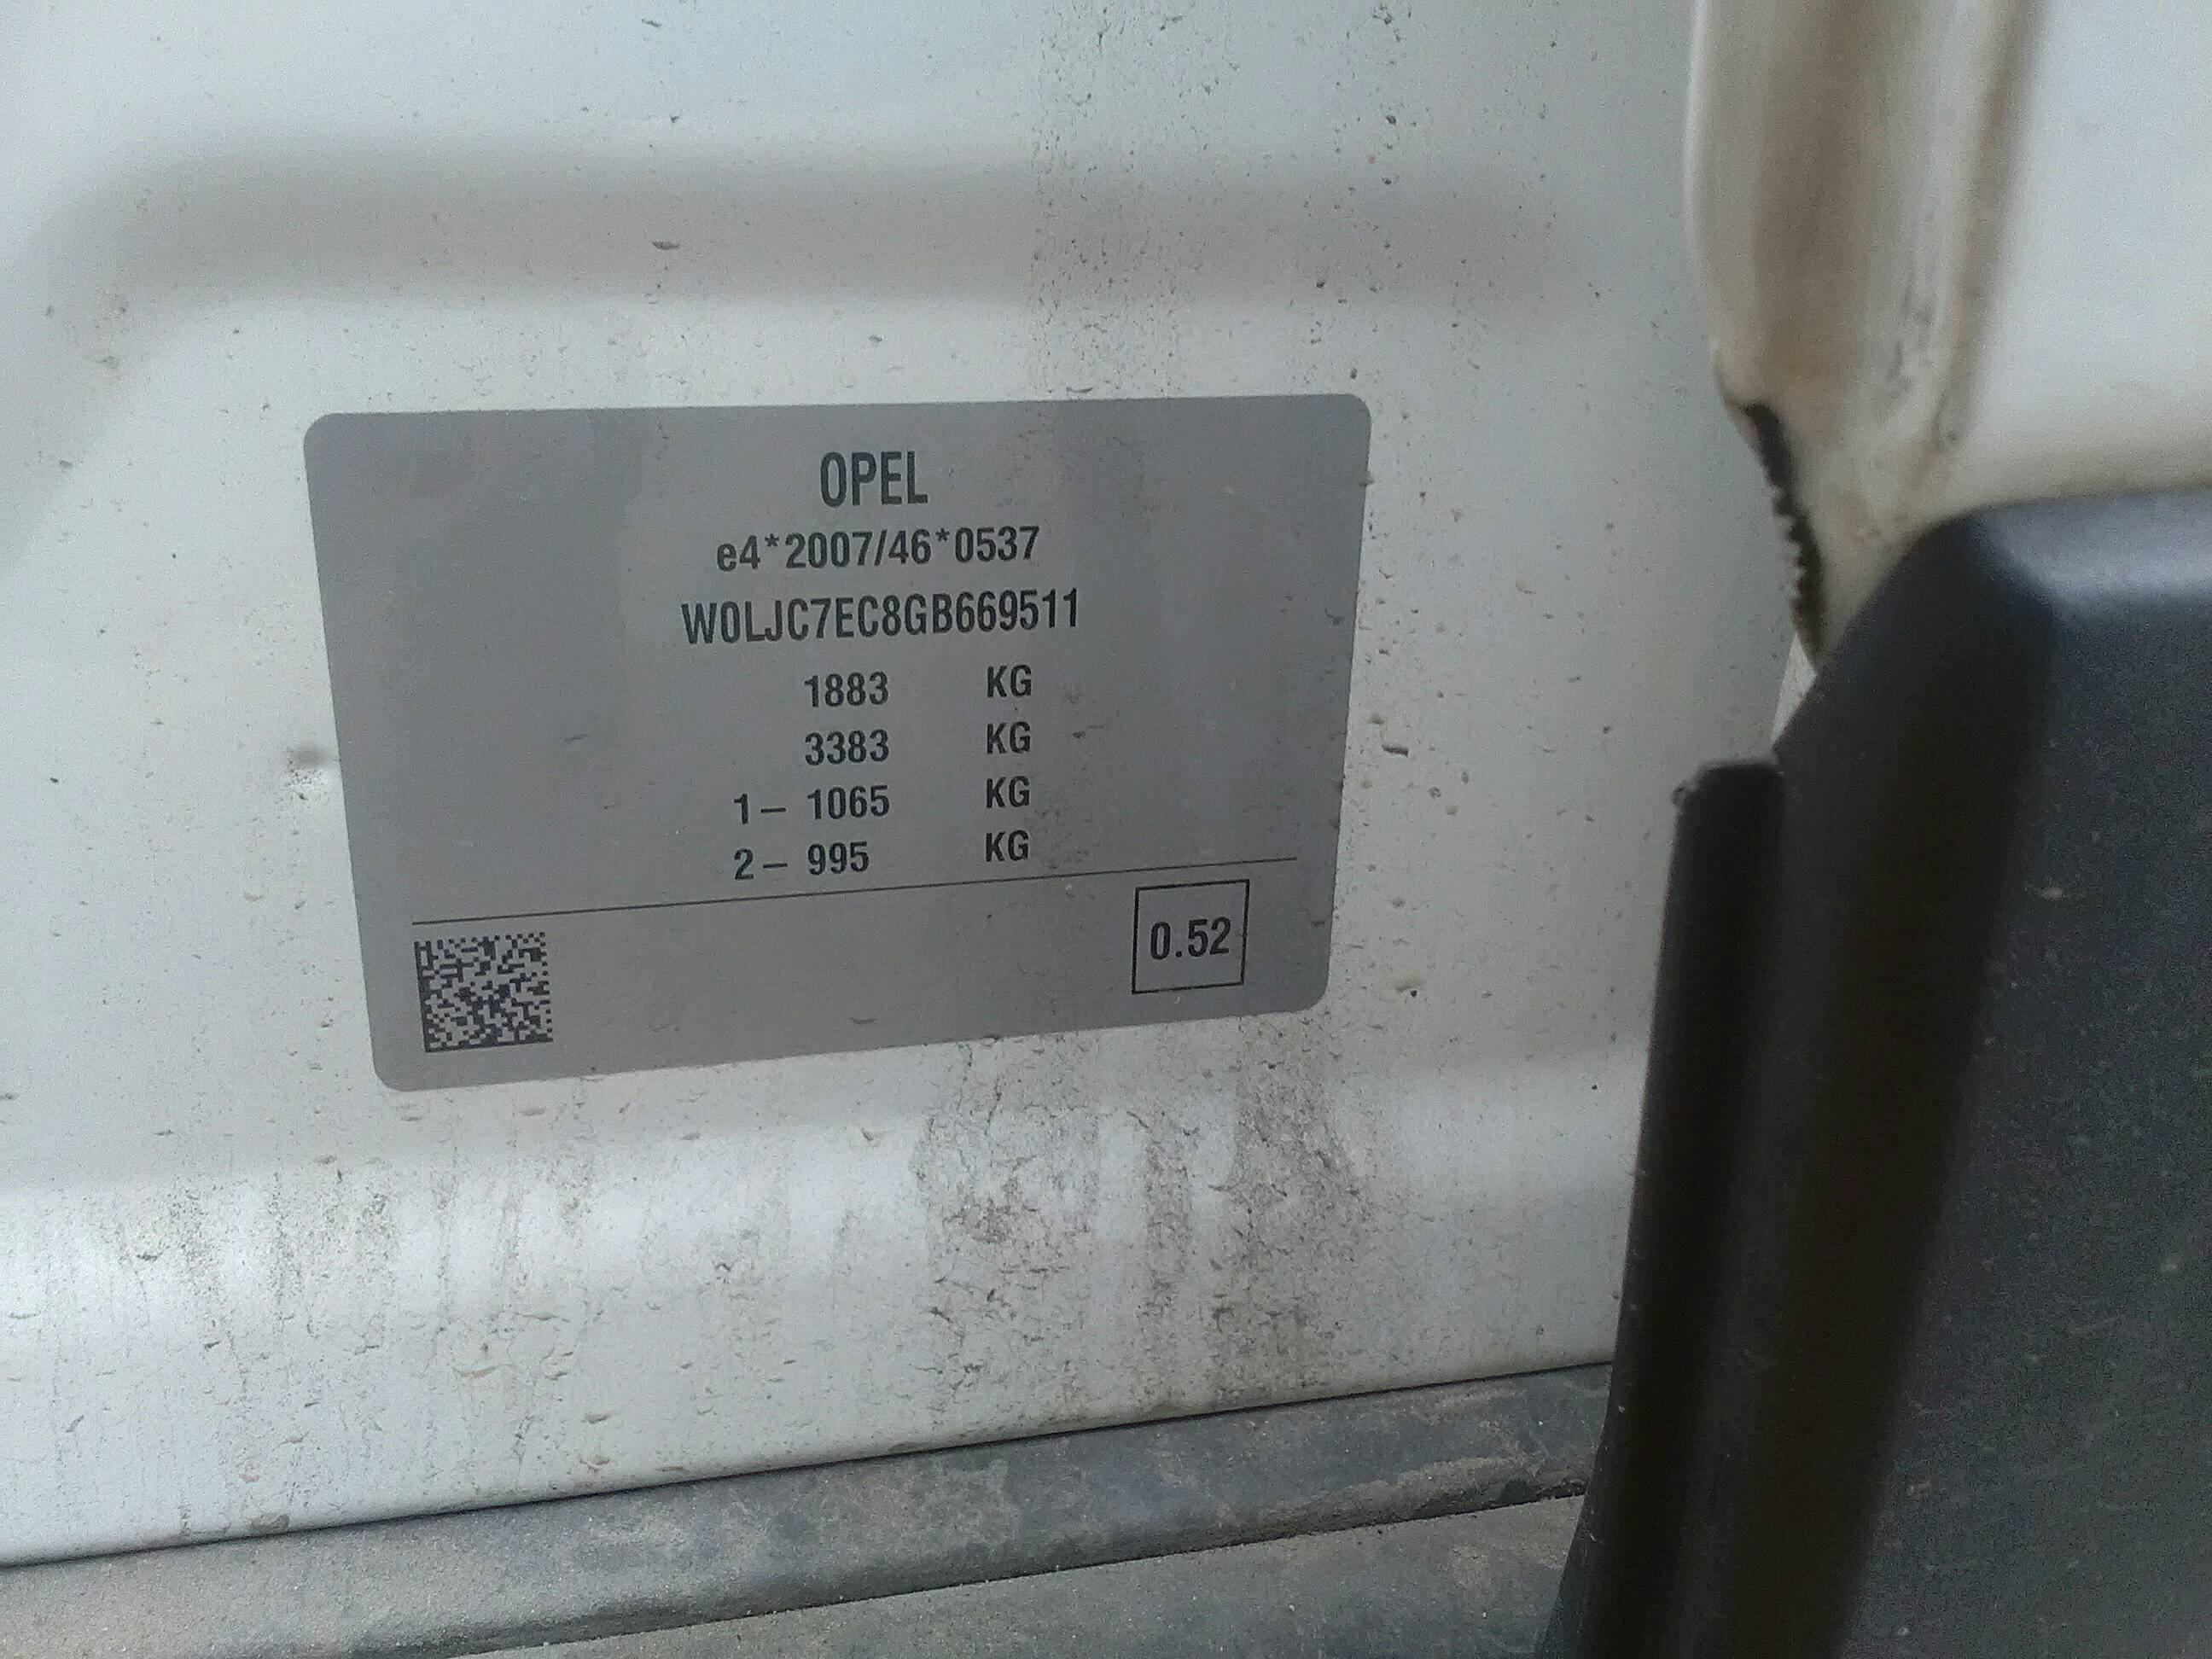 OPEL
e4*2007/46*0537
W0LJC7EC8GB669511
1883 KG
3383 KG
1– 1065 KG
2– 995 KG
0.52